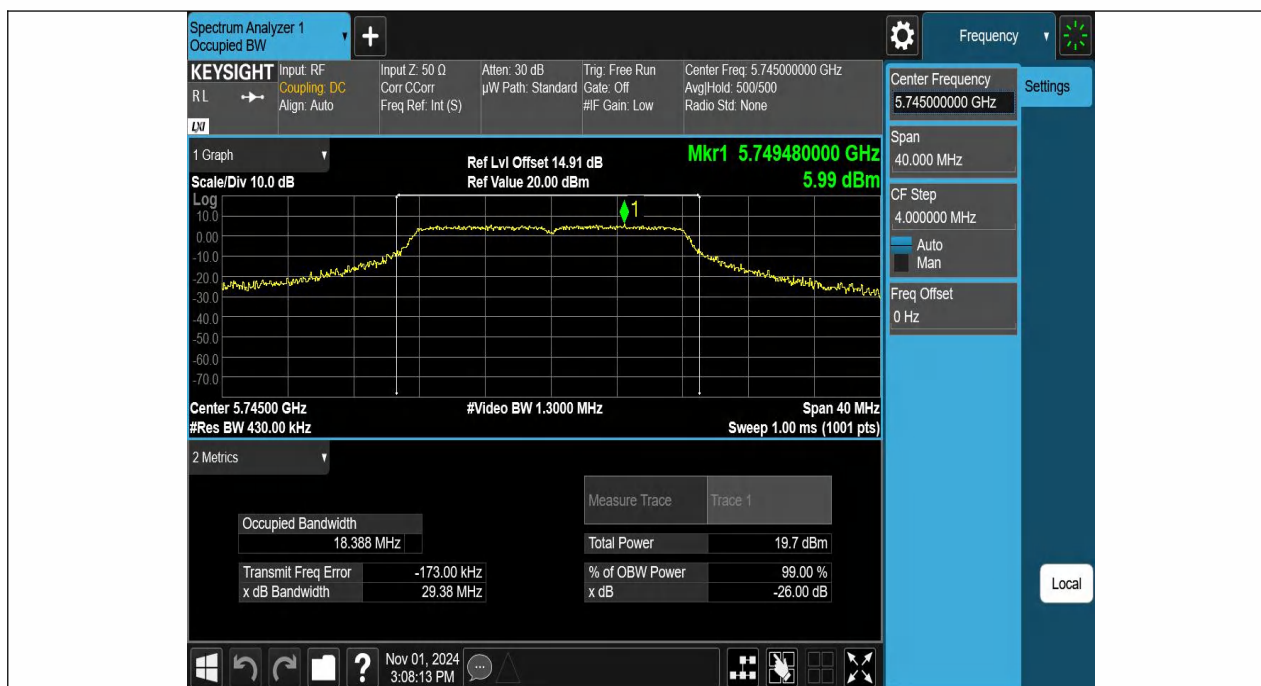 Spectrum Analyzer 1
Occupied BW
Frequency
KEYSIGHT
RL
LXI
Input: RF
Coupling: DC
Align: Auto
Input Z: 50 Ω
Corr CCorr
Freq Ref: Int (S)
Atten: 30 dB
µW Path: Standard
Trig: Free Run
Gate: Off
#IF Gain: Low
Center Freq: 5.745000000 GHz
Avg|Hold: 500/500
Radio Std: None
Center Frequency
5.745000000 GHz
Settings
Span
40.000 MHz
CF Step
4.000000 MHz
Auto
Man
Freq Offset
0 Hz
Local
1 Graph
Scale/Div 10.0 dB
Ref Lvl Offset 14.91 dB
Ref Value 20.00 dBm
Mkr1 5.749480000 GHz
5.99 dBm
Log
10.0
0.00
-10.0
-20.0
-30.0
-40.0
-50.0
-60.0
-70.0
1
Center 5.74500 GHz
#Res BW 430.00 kHz
#Video BW 1.3000 MHz
Span 40 MHz
Sweep 1.00 ms (1001 pts)
2 Metrics
Measure Trace Trace 1
Occupied Bandwidth
18.388 MHz
Total Power 19.7 dBm
Transmit Freq Error -173.00 kHz
% of OBW Power 99.00 %
x dB Bandwidth 29.38 MHz
x dB -26.00 dB
?
Nov 01, 2024
3:08:13 PM